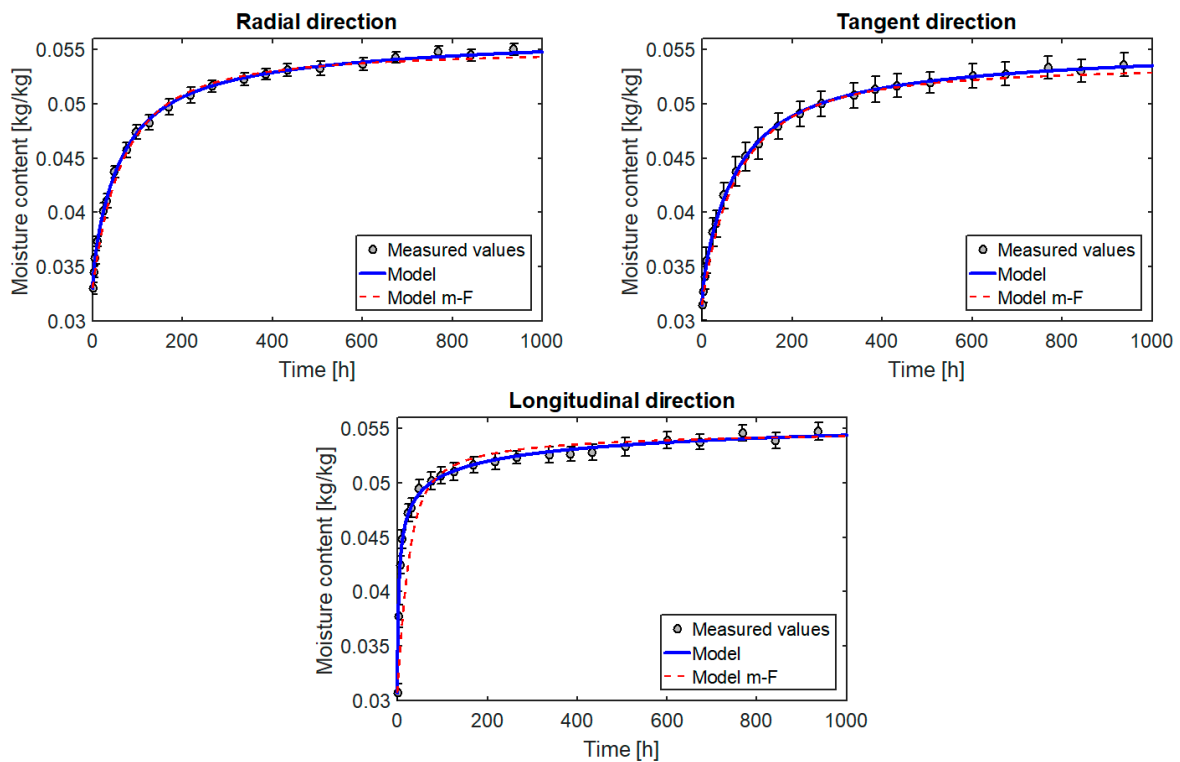 Radial direction
Moisture content [kg/kg]
0.055
0.05
0.045
0.04
0.035
0.03
0
200
400
600
800
1000
Time [h]
Measured values
Model
Model m-F
Tangent direction
Moisture content [kg/kg]
0.055
0.05
0.045
0.04
0.035
0.03
0
200
400
600
800
1000
Time [h]
Measured values
Model
Model m-F
Longitudinal direction
Moisture content [kg/kg]
0.055
0.05
0.045
0.04
0.035
0.03
0
200
400
600
800
1000
Time [h]
Measured values
Model
Model m-F